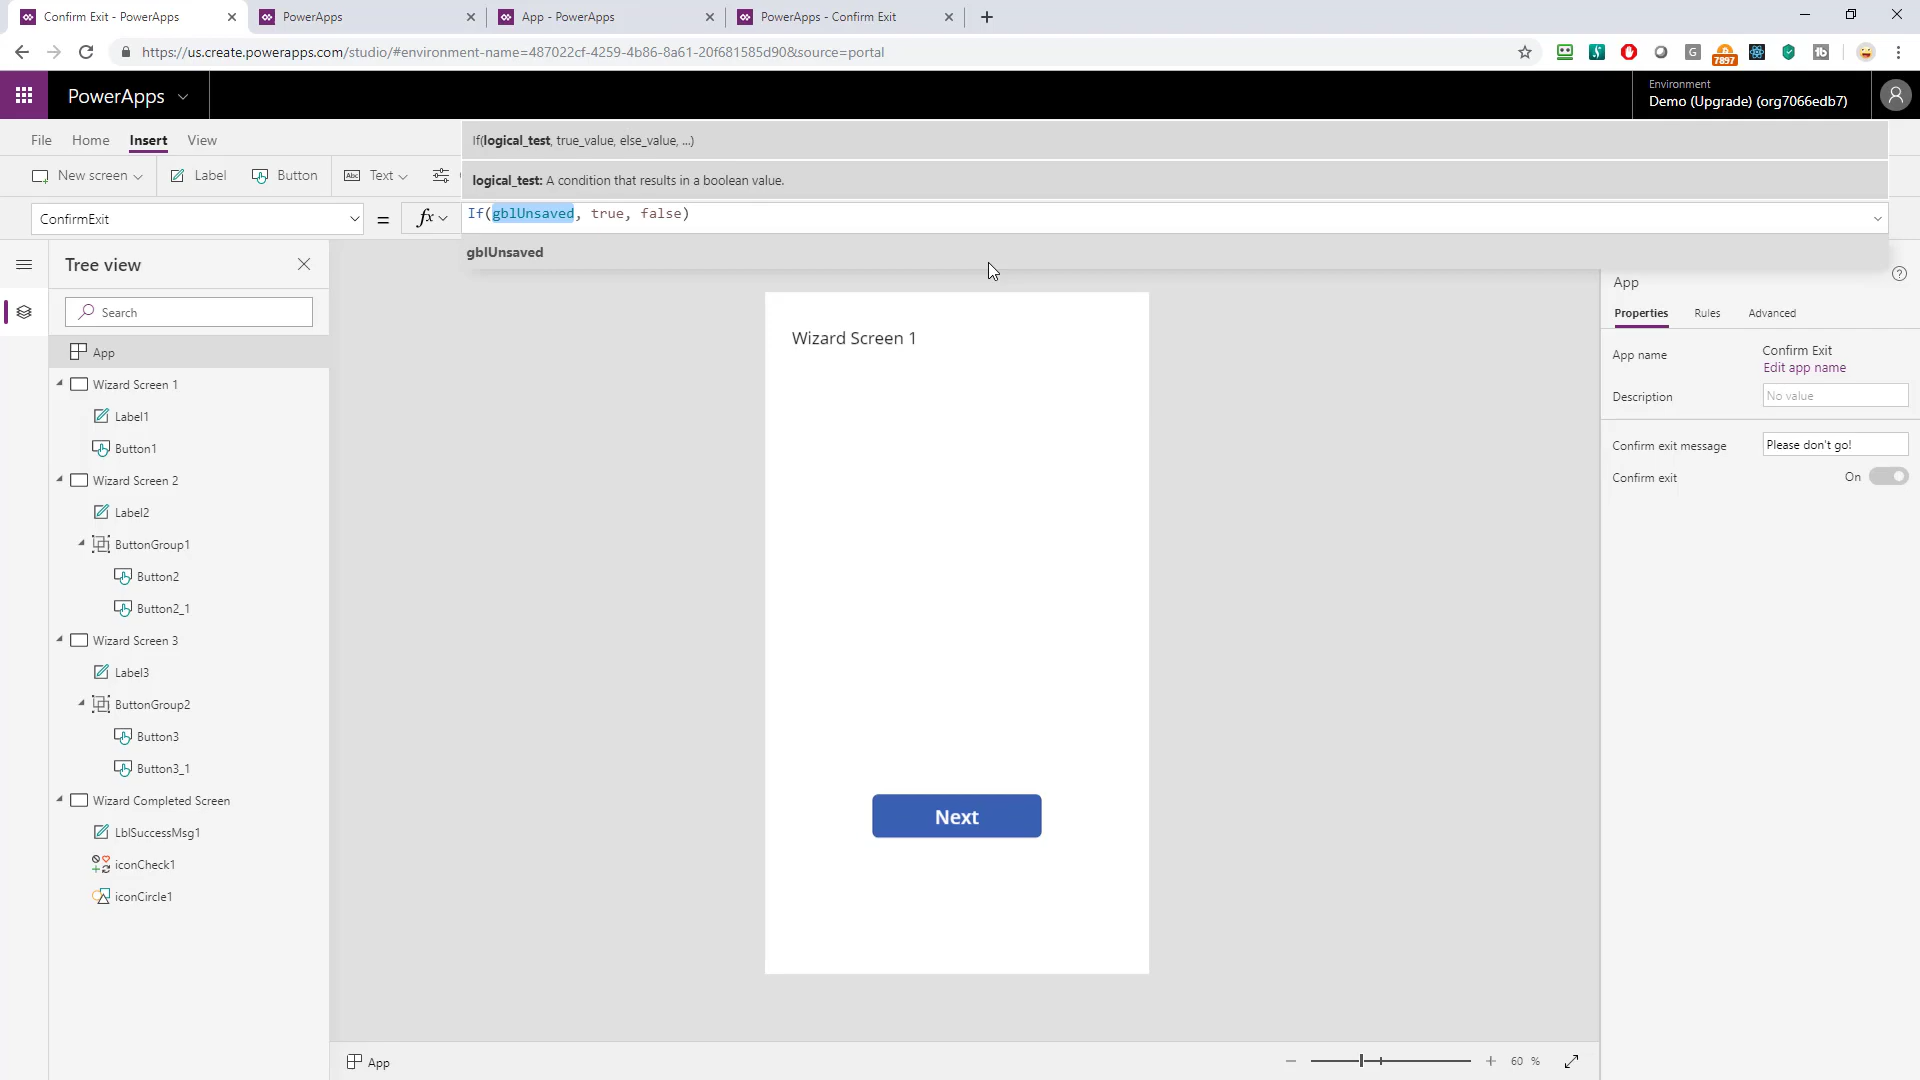 Confirm Exit - PowerApps
PowerApps
App - PowerApps
PowerApps - Confirm Exit
https://us.create.powerapps.com/studio/#environment-name=487022cf-4259-4b86-8a61-20f681585d90&source=portal
7897
PowerApps
Environment
Demo (Upgrade) (org7066edb7)
File Home Insert View
If(logical_test, true_value, else_value, ...)
New screen Label Button Abc Text
logical_test: A condition that results in a boolean value.
ConfirmExit = fx If(gblUnsaved, true, false)
gblUnsaved
Tree view
Search
App
Wizard Screen 1
Label1
Button1
Wizard Screen 2
Label2
ButtonGroup1
Button2
Button2_1
Wizard Screen 3
Label3
ButtonGroup2
Button3
Button3_1
Wizard Completed Screen
LblSuccessMsg1
iconCheck1
iconCircle1
Wizard Screen 1
Next
App
Properties Rules Advanced
App name Confirm Exit
Edit app name
Description No value
Confirm exit message Please don't go!
Confirm exit On
App
60 %